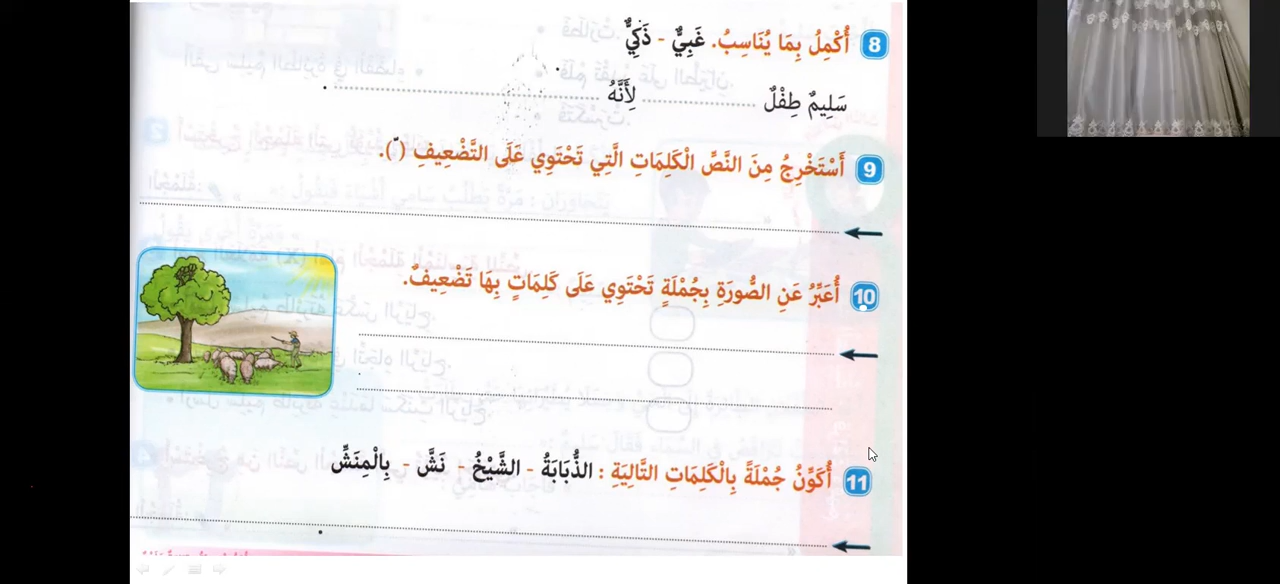 8 أُكْمِلُ بِمَا يُنَاسِبُ. غَبِيٌّ - ذَكِيٌّ
سَلِيمٌ طِفْلٌ ........................ لِأَنَّهُ ........................................................ .
9 أَسْتَخْرِجُ مِنَ النَّصِّ الْكَلِمَاتِ الَّتِي تَحْتَوِي عَلَى التَّضْعِيفِ (ّ).
10 أُعَبِّرُ عَنِ الصُّورَةِ بِجُمْلَةٍ تَحْتَوِي عَلَى كَلِمَاتٍ بِهَا تَضْعِيفٌ.
11 أُكَوِّنُ جُمْلَةً بِالْكَلِمَاتِ التَّالِيَةِ : الذُّبَابَةُ - الشَّيْخُ - نَشَّ - بِالْمِنَشِّ